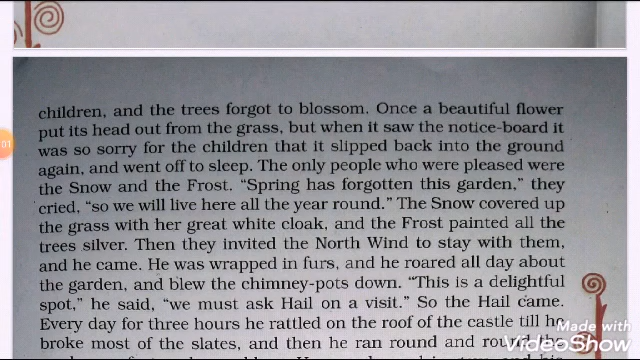 children, and the trees forgot to blossom. Once a beautiful flower
put its head out from the grass, but when it saw the notice-board it
was so sorry for the children that it slipped back into the ground
again, and went off to sleep. The only people who were pleased were
the Snow and the Frost. “Spring has forgotten this garden,” they
cried, “so we will live here all the year round.” The Snow covered up
the grass with her great white cloak, and the Frost painted all the
trees silver. Then they invited the North Wind to stay with them,
and he came. He was wrapped in furs, and he roared all day about
the garden, and blew the chimney-pots down. “This is a delightful
spot,” he said, “we must ask Hail on a visit.” So the Hail came.
Every day for three hours he rattled on the roof of the castle till he
broke most of the slates, and then he ran round and round the
01
Made with
VideoShow